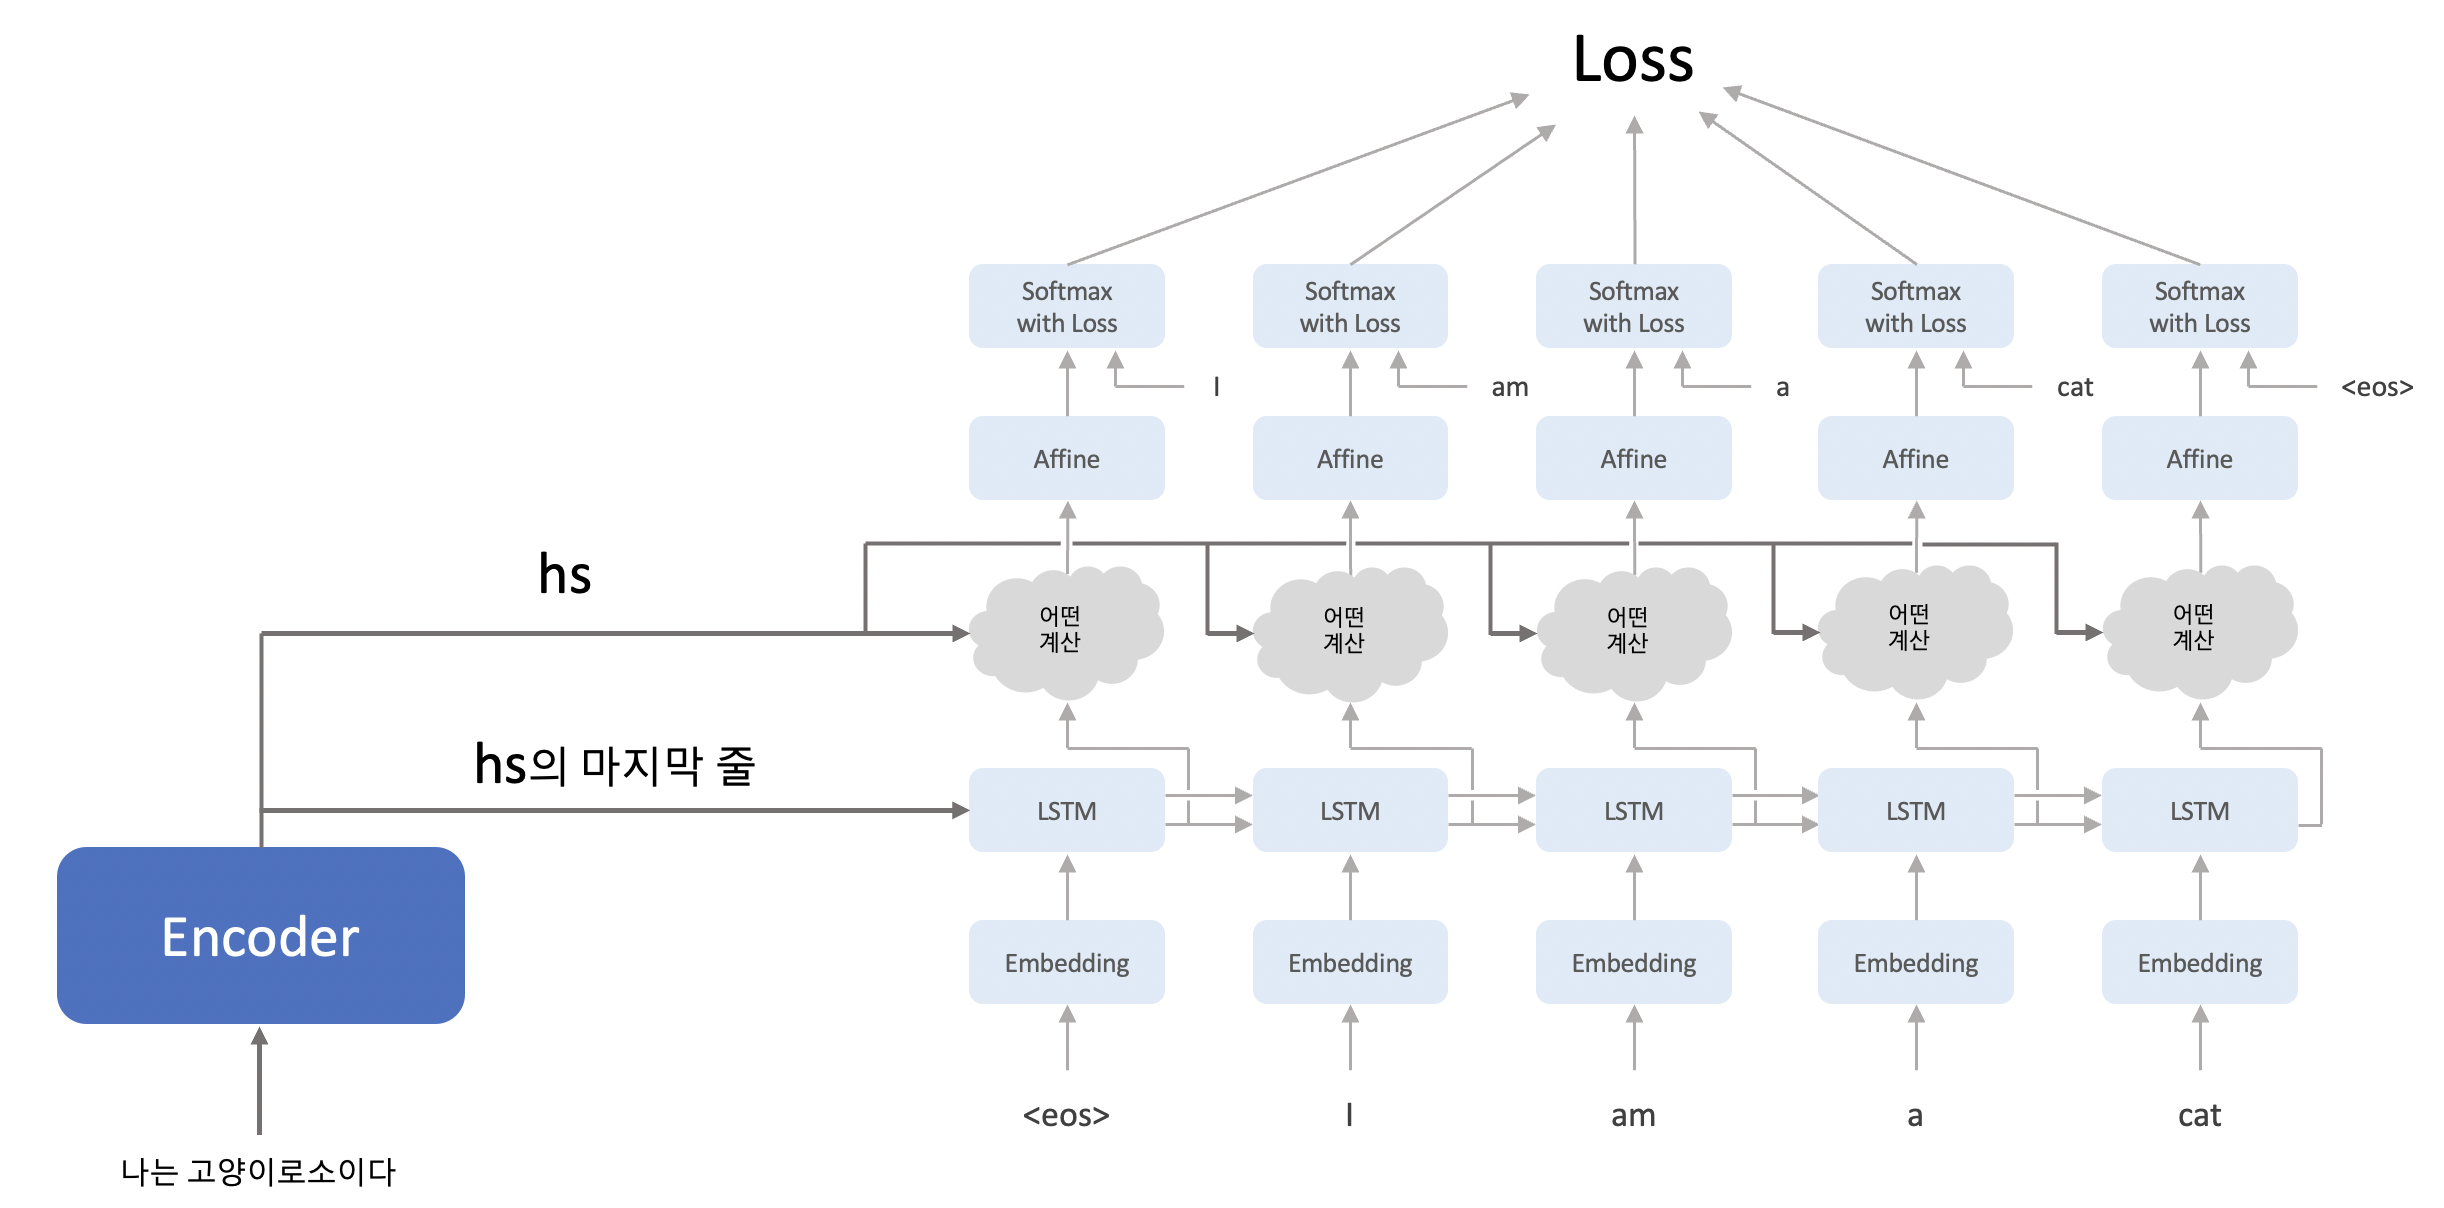 Loss
Softmax
with Loss
Softmax
with Loss
Softmax
with Loss
Softmax
with Loss
Softmax
with Loss
I
am
a
cat
<eos>
Affine
Affine
Affine
Affine
Affine
hs
어떤
계산
어떤
계산
어떤
계산
어떤
계산
어떤
계산
hs의 마지막 줄
LSTM
LSTM
LSTM
LSTM
LSTM
Encoder
Embedding
Embedding
Embedding
Embedding
Embedding
<eos>
I
am
a
cat
나는 고양이로소이다